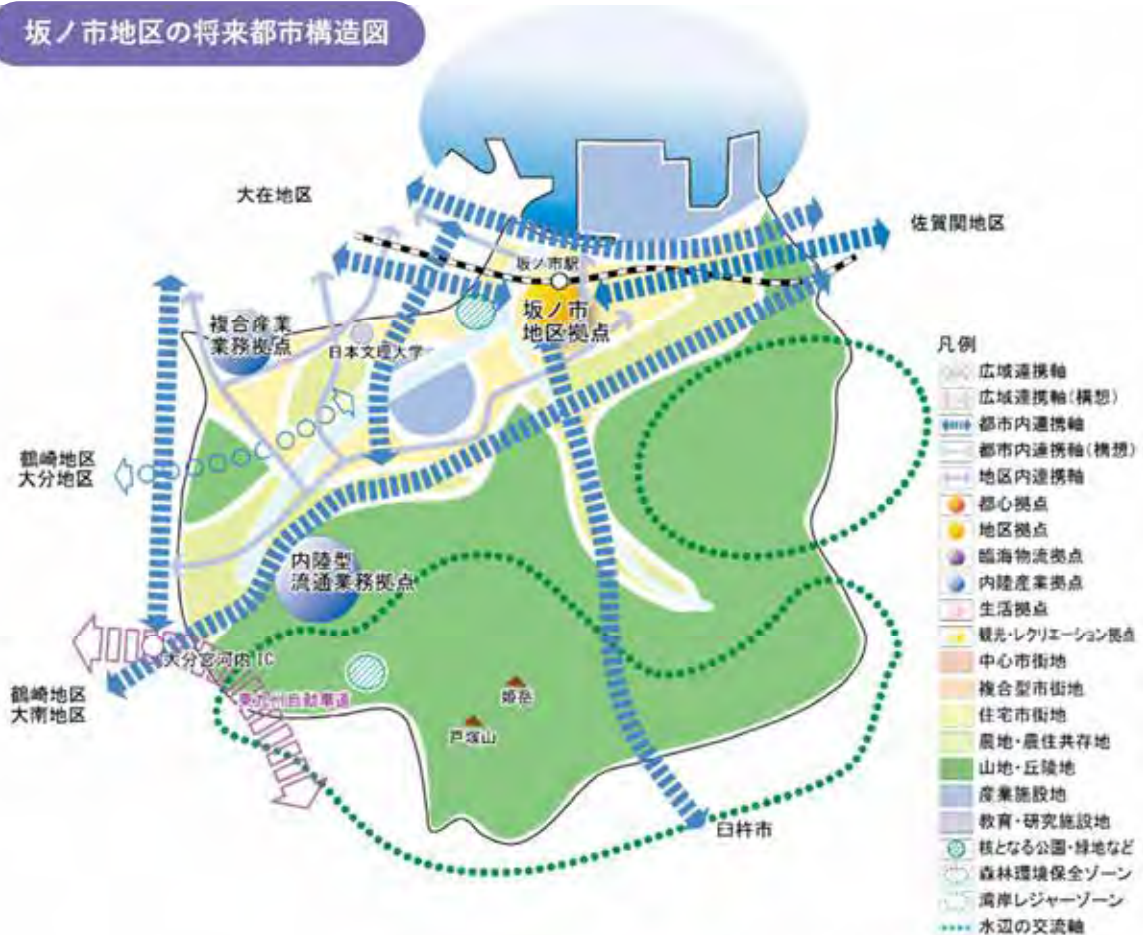 坂ノ市地区の将来都市構造図
大在地区
佐賀関地区
坂ノ市駅
坂ノ市
地区拠点
複合産業
業務拠点
日本文理大学
鶴崎地区
大分地区
内陸型
流通業務拠点
大分宮河内IC
鶴崎地区
大南地区
東九州自動車道
姫岳
戸塚山
臼杵市
凡例
広域連携軸
広域連携軸(構想)
都市内連携軸
都市内連携軸(構想)
地区内連携軸
都心拠点
地区拠点
臨海物流拠点
内陸産業拠点
生活拠点
観光・レクリエーション拠点
中心市街地
複合型市街地
住宅市街地
農地・農住共存地
山地・丘陵地
産業施設地
教育・研究施設地
核となる公園・緑地など
森林環境保全ゾーン
湾岸レジャーゾーン
水辺の交流軸